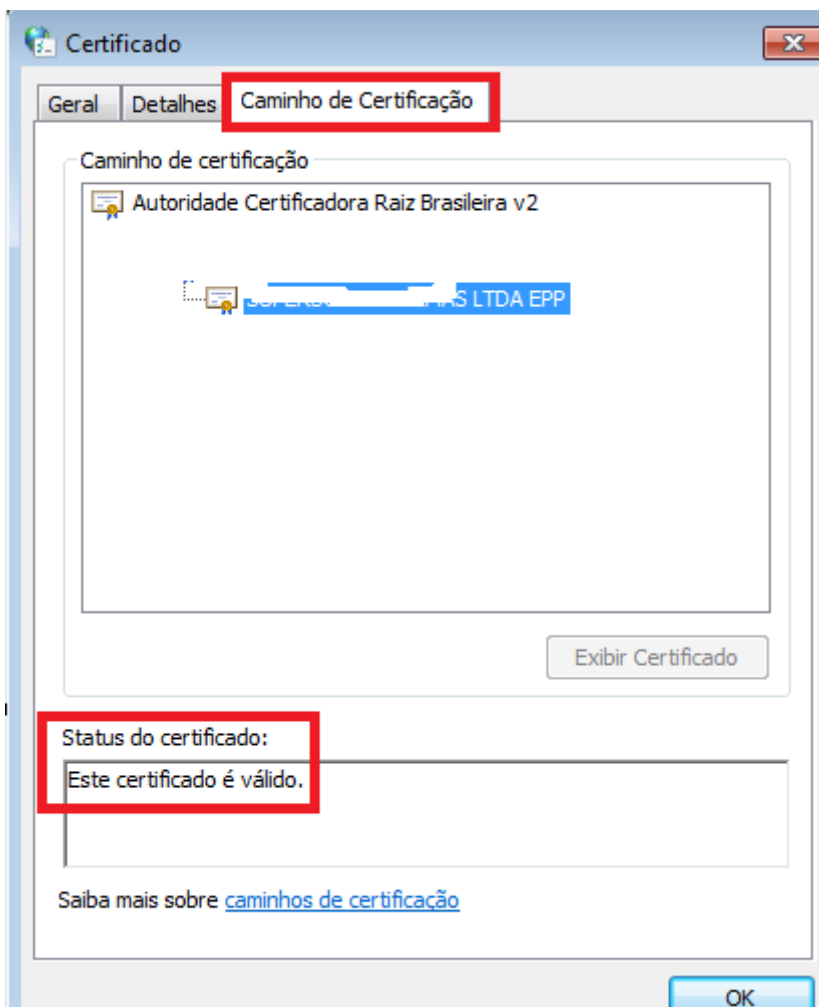 Certificado
Geral Detalhes Caminho de Certificação
Caminho de certificação
Autoridade Certificadora Raiz Brasileira v2
LTDA EPP
Exibir Certificado
Status do certificado:
Este certificado é válido.
Saiba mais sobre caminhos de certificação
OK